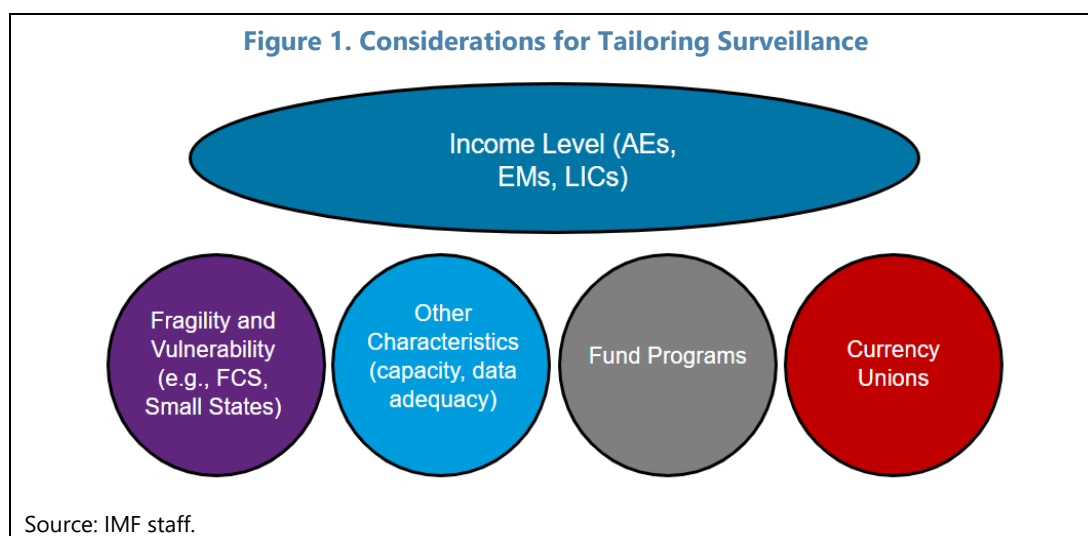 Figure 1. Considerations for Tailoring Surveillance
Income Level (AEs,
EMs, LICs)
Fragility and
Vulnerability
(e.g., FCS,
Small States)
Other
Characteristics
(capacity, data
adequacy)
Fund Programs
Currency
Unions
Source: IMF staff.